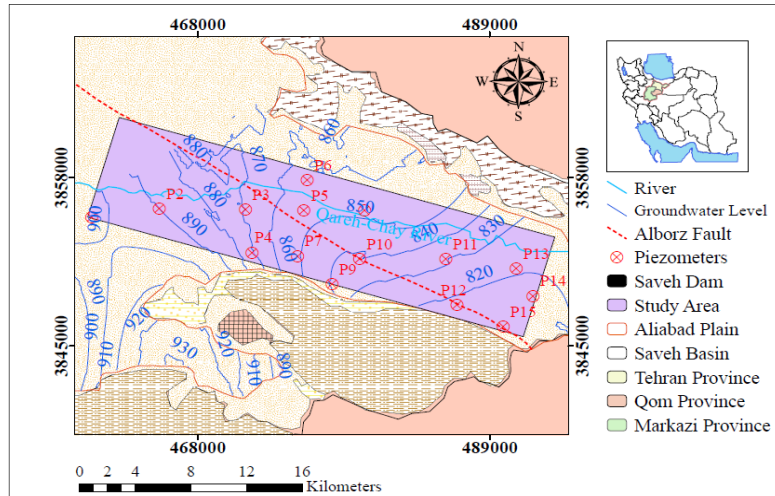 468000 489000
N
W E
S
3858000
3845000
860
880
870
880
890
900
850
840
830
860
820
890
900
910
920
930
920
910
890
P6
P2
P3
P5
Qareh-Chay River
P4
P7
P10
P11
P13
P9
P12
P14
P15
3858000
3845000
468000 489000
0 2 4 8 12 16
Kilometers
River
Groundwater Level
Alborz Fault
Piezometers
Saveh Dam
Study Area
Aliabad Plain
Saveh Basin
Tehran Province
Qom Province
Markazi Province